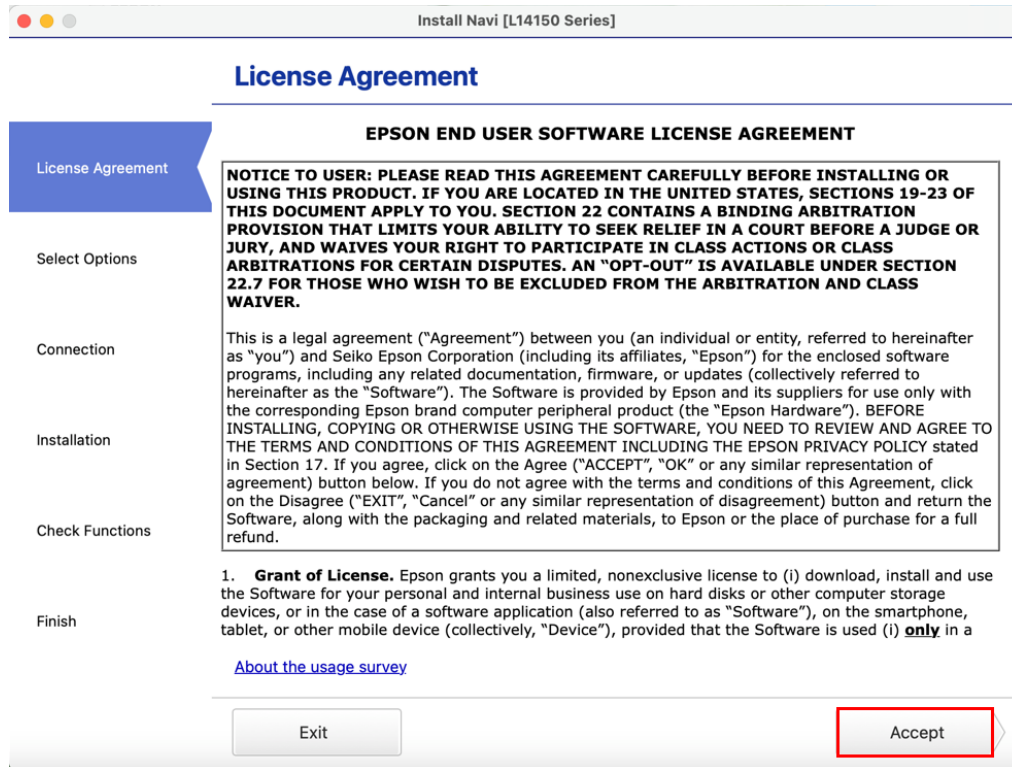 Install Navi [L14150 Series]
License Agreement
License Agreement
Select Options
Connection
Installation
Check Functions
Finish
EPSON END USER SOFTWARE LICENSE AGREEMENT
NOTICE TO USER: PLEASE READ THIS AGREEMENT CAREFULLY BEFORE INSTALLING OR
USING THIS PRODUCT. IF YOU ARE LOCATED IN THE UNITED STATES, SECTIONS 19-23 OF
THIS DOCUMENT APPLY TO YOU. SECTION 22 CONTAINS A BINDING ARBITRATION
PROVISION THAT LIMITS YOUR ABILITY TO SEEK RELIEF IN A COURT BEFORE A JUDGE OR
JURY, AND WAIVES YOUR RIGHT TO PARTICIPATE IN CLASS ACTIONS OR CLASS
ARBITRATIONS FOR CERTAIN DISPUTES. AN “OPT-OUT” IS AVAILABLE UNDER SECTION
22.7 FOR THOSE WHO WISH TO BE EXCLUDED FROM THE ARBITRATION AND CLASS
WAIVER.
This is a legal agreement (“Agreement”) between you (an individual or entity, referred to hereinafter
as “you”) and Seiko Epson Corporation (including its affiliates, “Epson”) for the enclosed software
programs, including any related documentation, firmware, or updates (collectively referred to
hereinafter as the “Software”). The Software is provided by Epson and its suppliers for use only with
the corresponding Epson brand computer peripheral product (the “Epson Hardware”). BEFORE
INSTALLING, COPYING OR OTHERWISE USING THE SOFTWARE, YOU NEED TO REVIEW AND AGREE TO
THE TERMS AND CONDITIONS OF THIS AGREEMENT INCLUDING THE EPSON PRIVACY POLICY stated
in Section 17. If you agree, click on the Agree (“ACCEPT”, “OK” or any similar representation of
agreement) button below. If you do not agree with the terms and conditions of this Agreement, click
on the Disagree (“EXIT”, “Cancel” or any similar representation of disagreement) button and return the
Software, along with the packaging and related materials, to Epson or the place of purchase for a full
refund.
1. Grant of License. Epson grants you a limited, nonexclusive license to (i) download, install and use
the Software for your personal and internal business use on hard disks or other computer storage
devices, or in the case of a software application (also referred to as “Software”), on the smartphone,
tablet, or other mobile device (collectively, “Device”), provided that the Software is used (i) only in a
About the usage survey
Exit
Accept